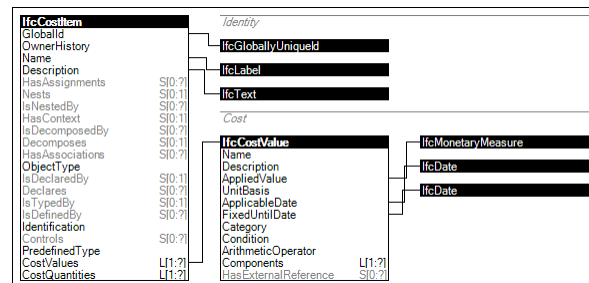 IfcCostItem
GlobalId
OwnerHistory
Name
Description
HasAssignments S[0:?]
Nests S[0:1]
IsNestedBy S[0:?]
HasContext S[0:1]
IsDecomposedBy S[0:?]
Decomposes S[0:1]
HasAssociations S[0:?]
ObjectType
IsDeclaredBy S[0:1]
Declares S[0:?]
IsTypedBy S[0:1]
IsDefinedBy S[0:?]
Identification
Controls S[0:?]
PredefinedType
CostValues L[1:?]
CostQuantities L[1:?]
Identity
IfcGloballyUniqueId
IfcLabel
IfcText
Cost
IfcCostValue
Name
Description
AppliedValue
UnitBasis
ApplicableDate
FixedUntilDate
Category
Condition
ArithmeticOperator
Components L[1:?]
HasExternalReference S[0:?]
IfcMonetaryMeasure
IfcDate
IfcDate